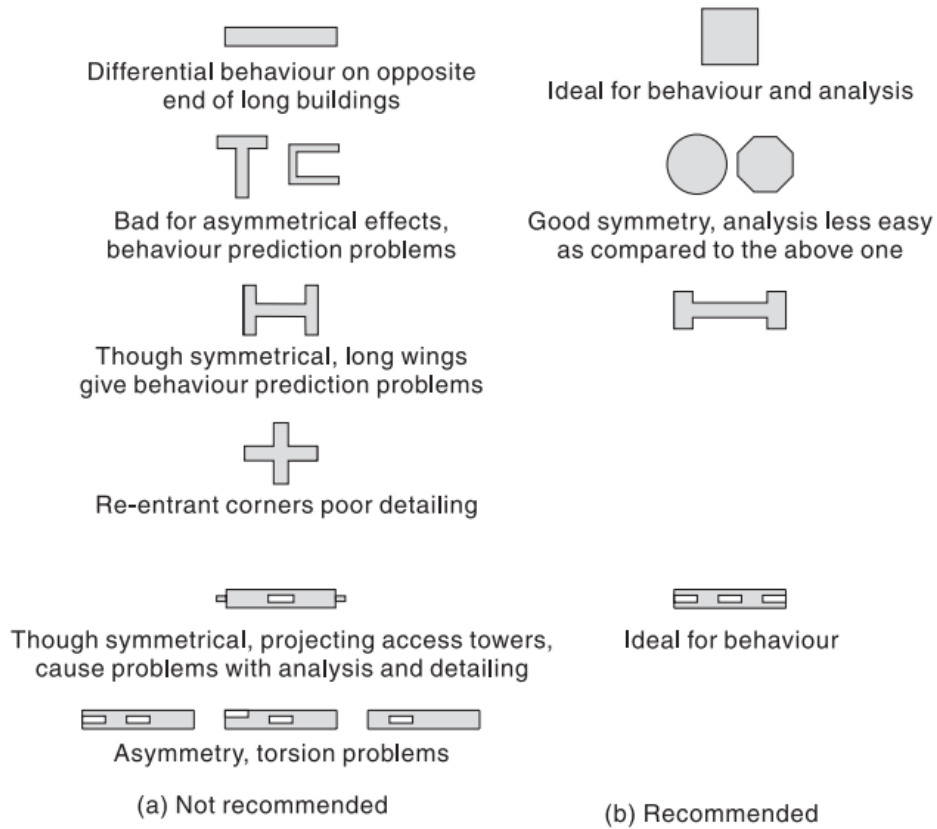 Differential behaviour on opposite
end of long buildings
Ideal for behaviour and analysis
Bad for asymmetrical effects,
behaviour prediction problems
Good symmetry, analysis less easy
as compared to the above one
Though symmetrical, long wings
give behaviour prediction problems
Re-entrant corners poor detailing
Though symmetrical, projecting access towers,
cause problems with analysis and detailing
Ideal for behaviour
Asymmetry, torsion problems
(a) Not recommended
(b) Recommended